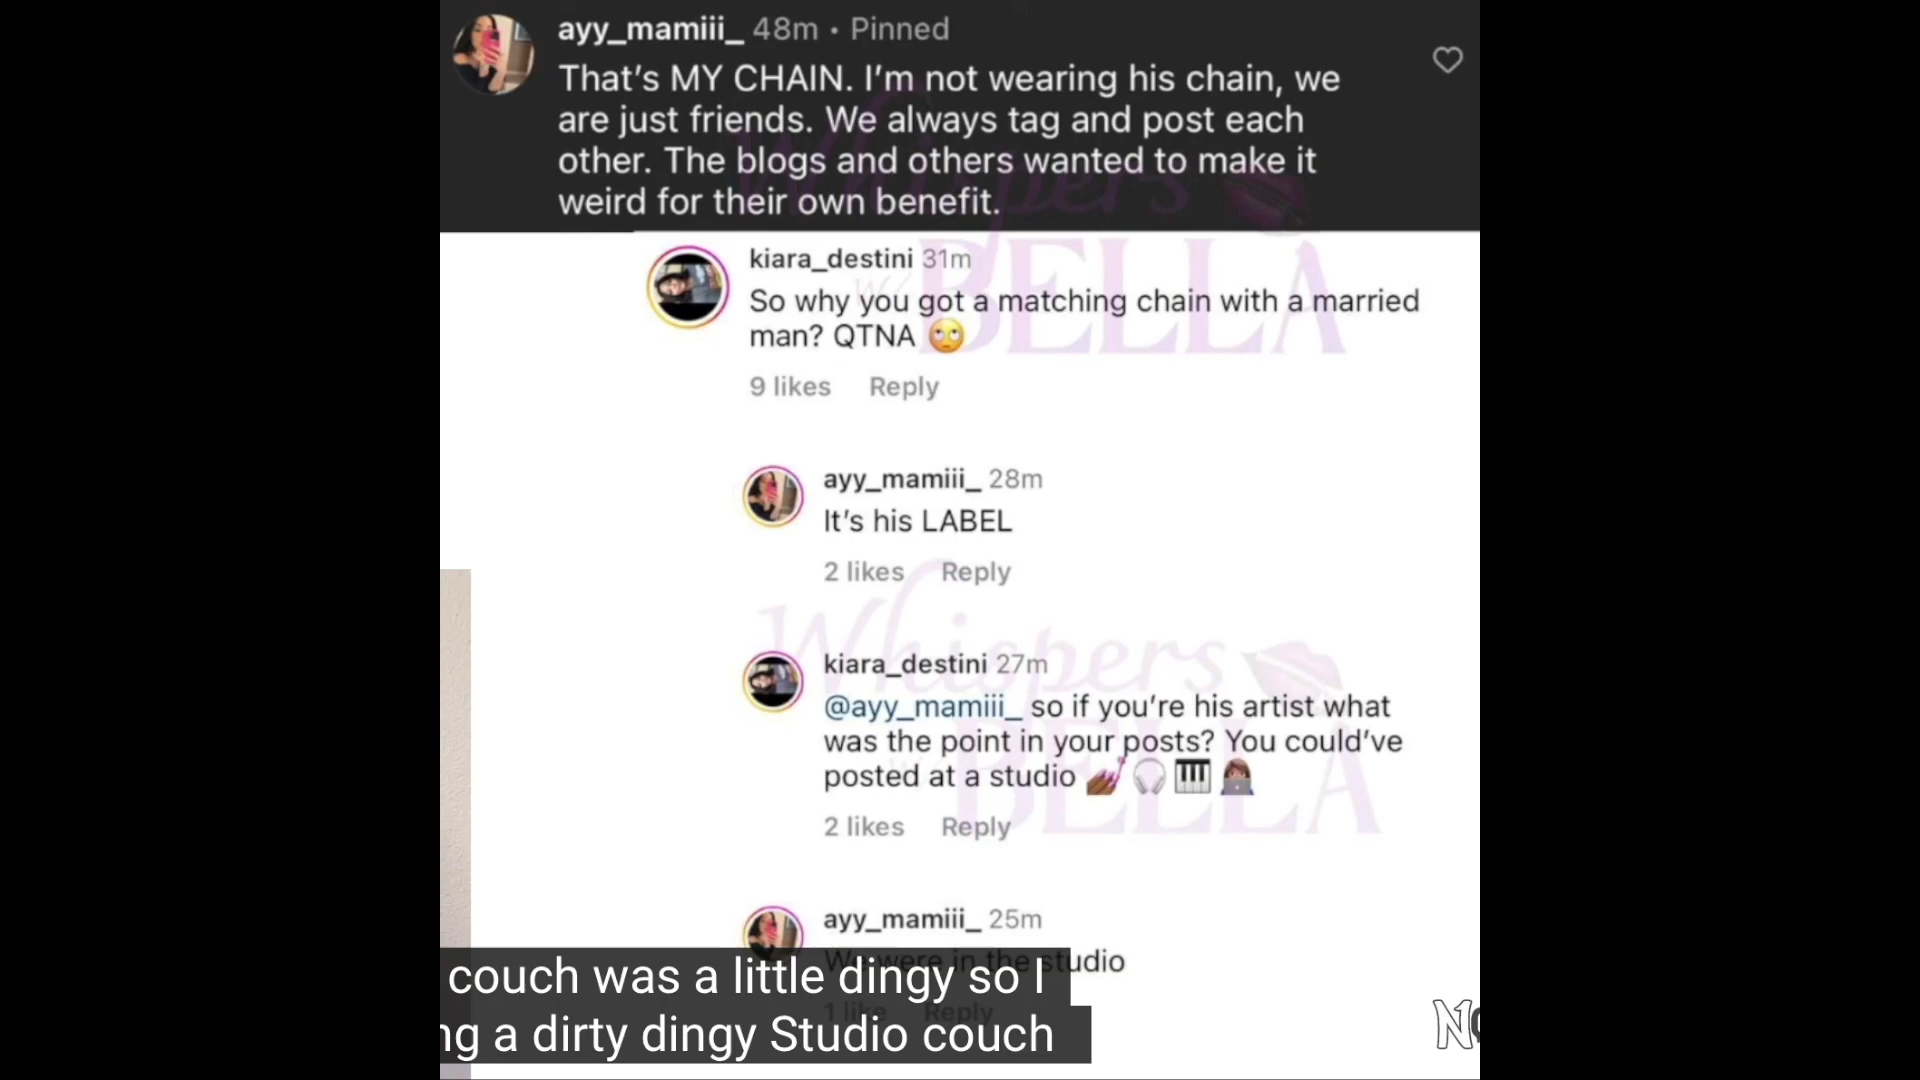 ayy_mamiii_ 48m • Pinned
That's MY CHAIN. I'm not wearing his chain, we
are just friends. We always tag and post each
other. The blogs and others wanted to make it
weird for their own benefit.
Whispers
BELLA
kiara_destini 31m
So why you got a matching chain with a married
man? QTNA 🙄
9 likes Reply
ayy_mamiii_ 28m
It's his LABEL
2 likes Reply
Whispers
BELLA
kiara_destini 27m
@ayy_mamiii_ so if you're his artist what
was the point in your posts? You could've
posted at a studio 💅🏾🎧🎹👩🏽‍💻
2 likes Reply
ayy_mamiii_ 25m
We were in the studio
1 like Reply
couch was a little dingy so I
a dirty dingy Studio couch